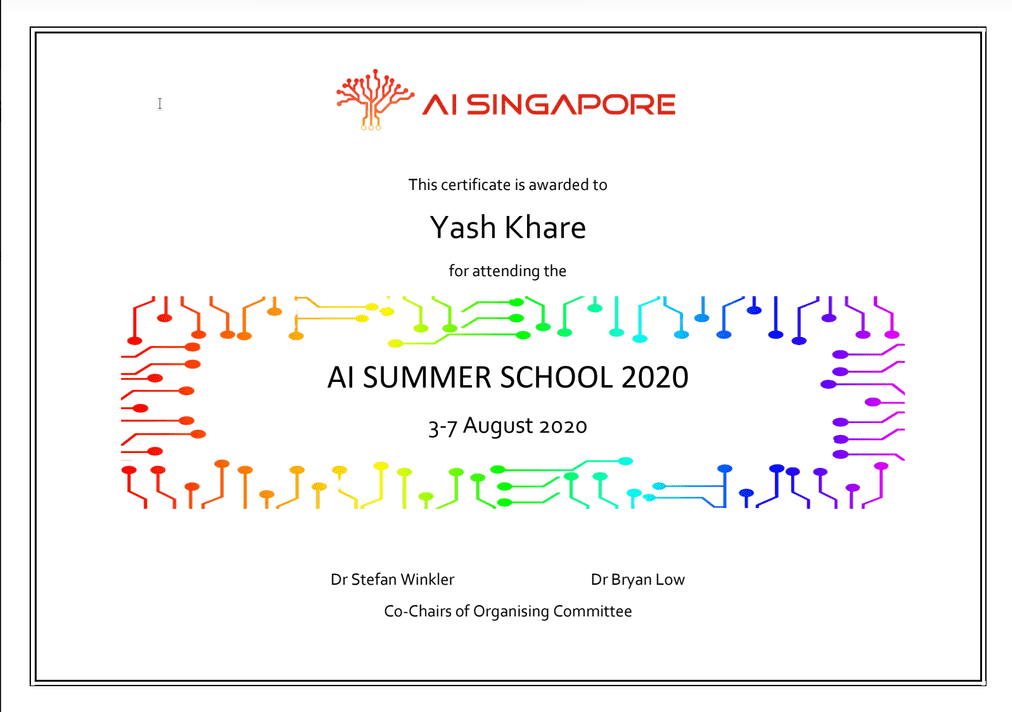 AI SINGAPORE
This certificate is awarded to
Yash Khare
for attending the
AI SUMMER SCHOOL 2020
3-7 August 2020
Dr Stefan Winkler Dr Bryan Low
Co-Chairs of Organising Committee